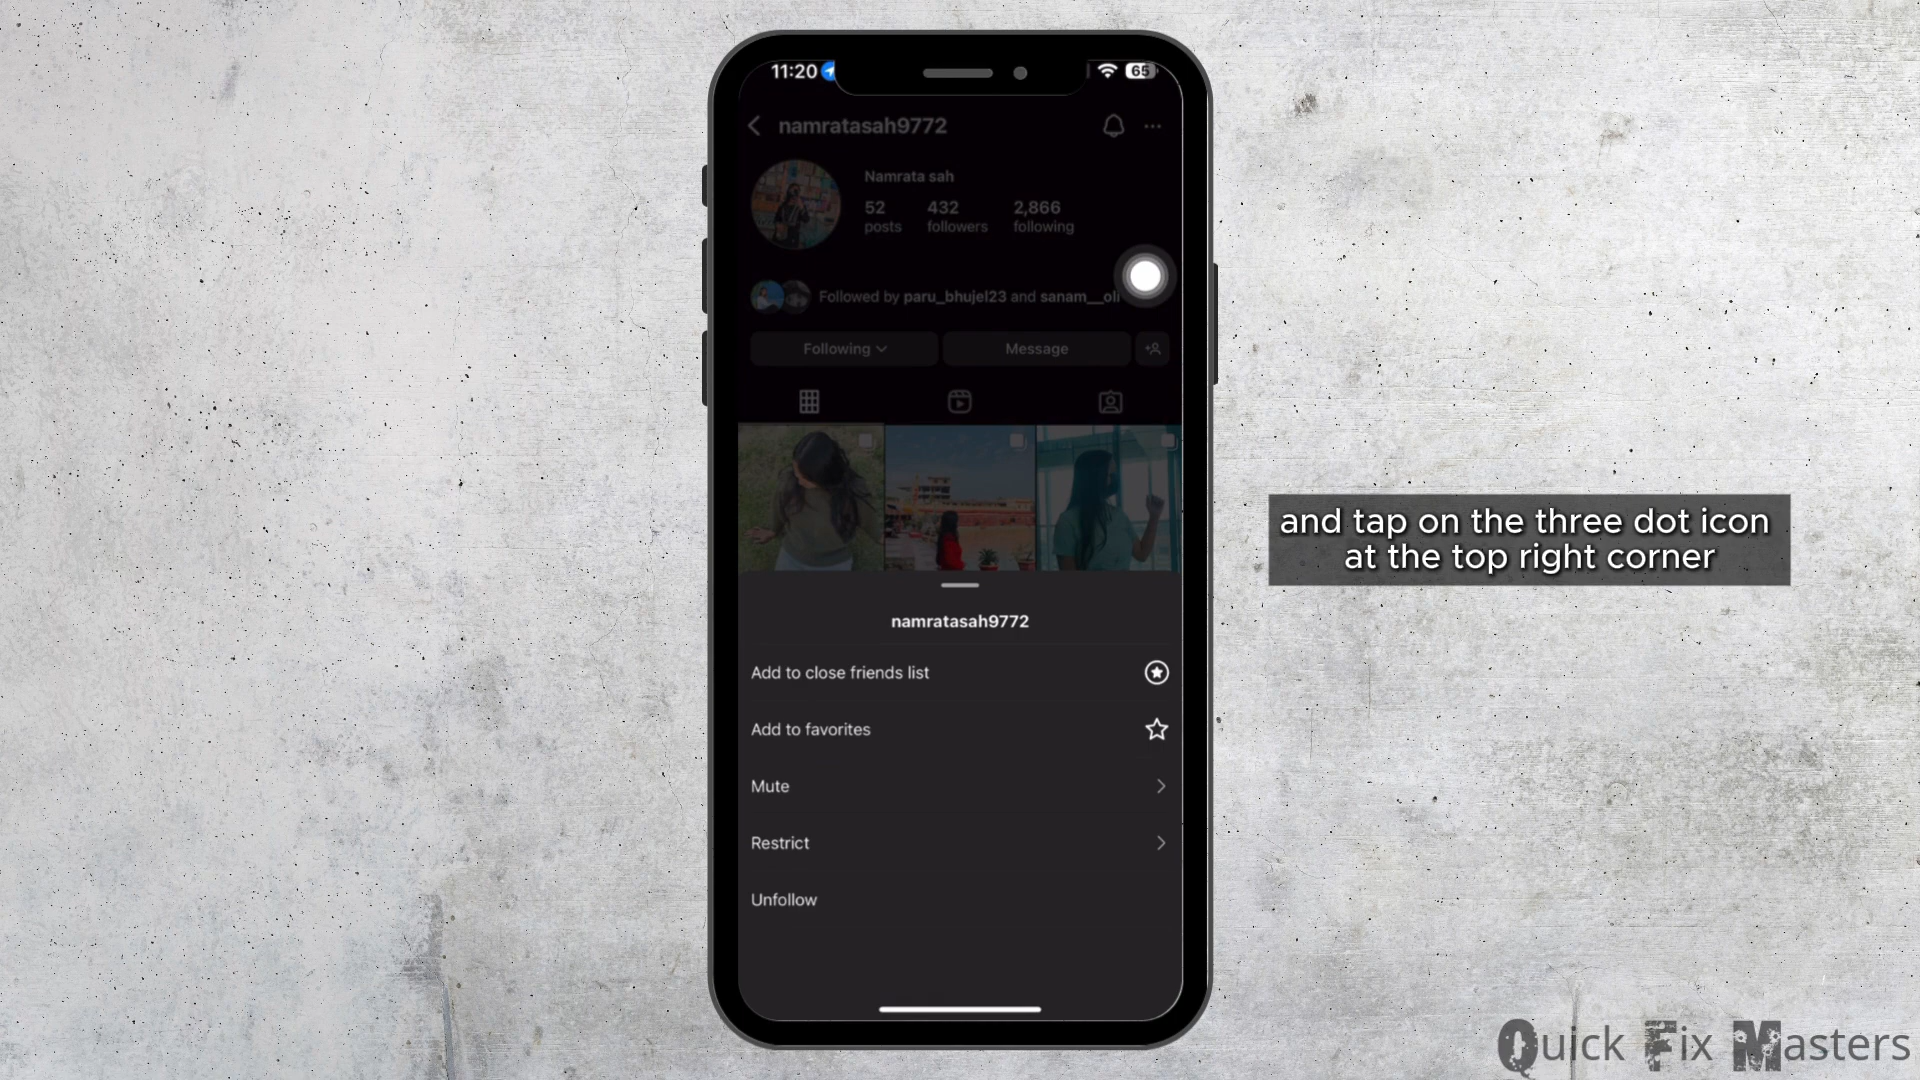 11:20
65
namratasah9772
Namrata sah
52 432 2,866
posts followers following
Followed by paru_bhujel23 and sanam__oli
Following Message
namratasah9772
Add to close friends list
Add to favorites
Mute
Restrict
Unfollow
and tap on the three dot icon
at the top right corner
Quick Fix Masters